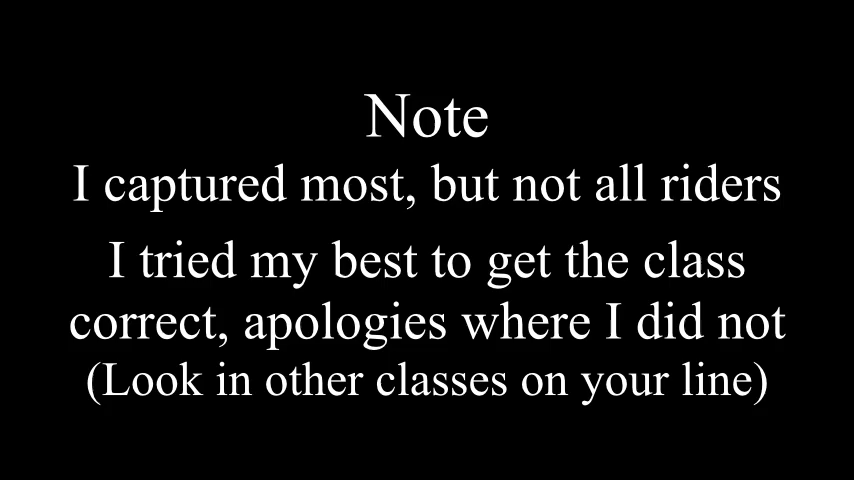 Note
I captured most, but not all riders
I tried my best to get the class
correct, apologies where I did not
(Look in other classes on your line)